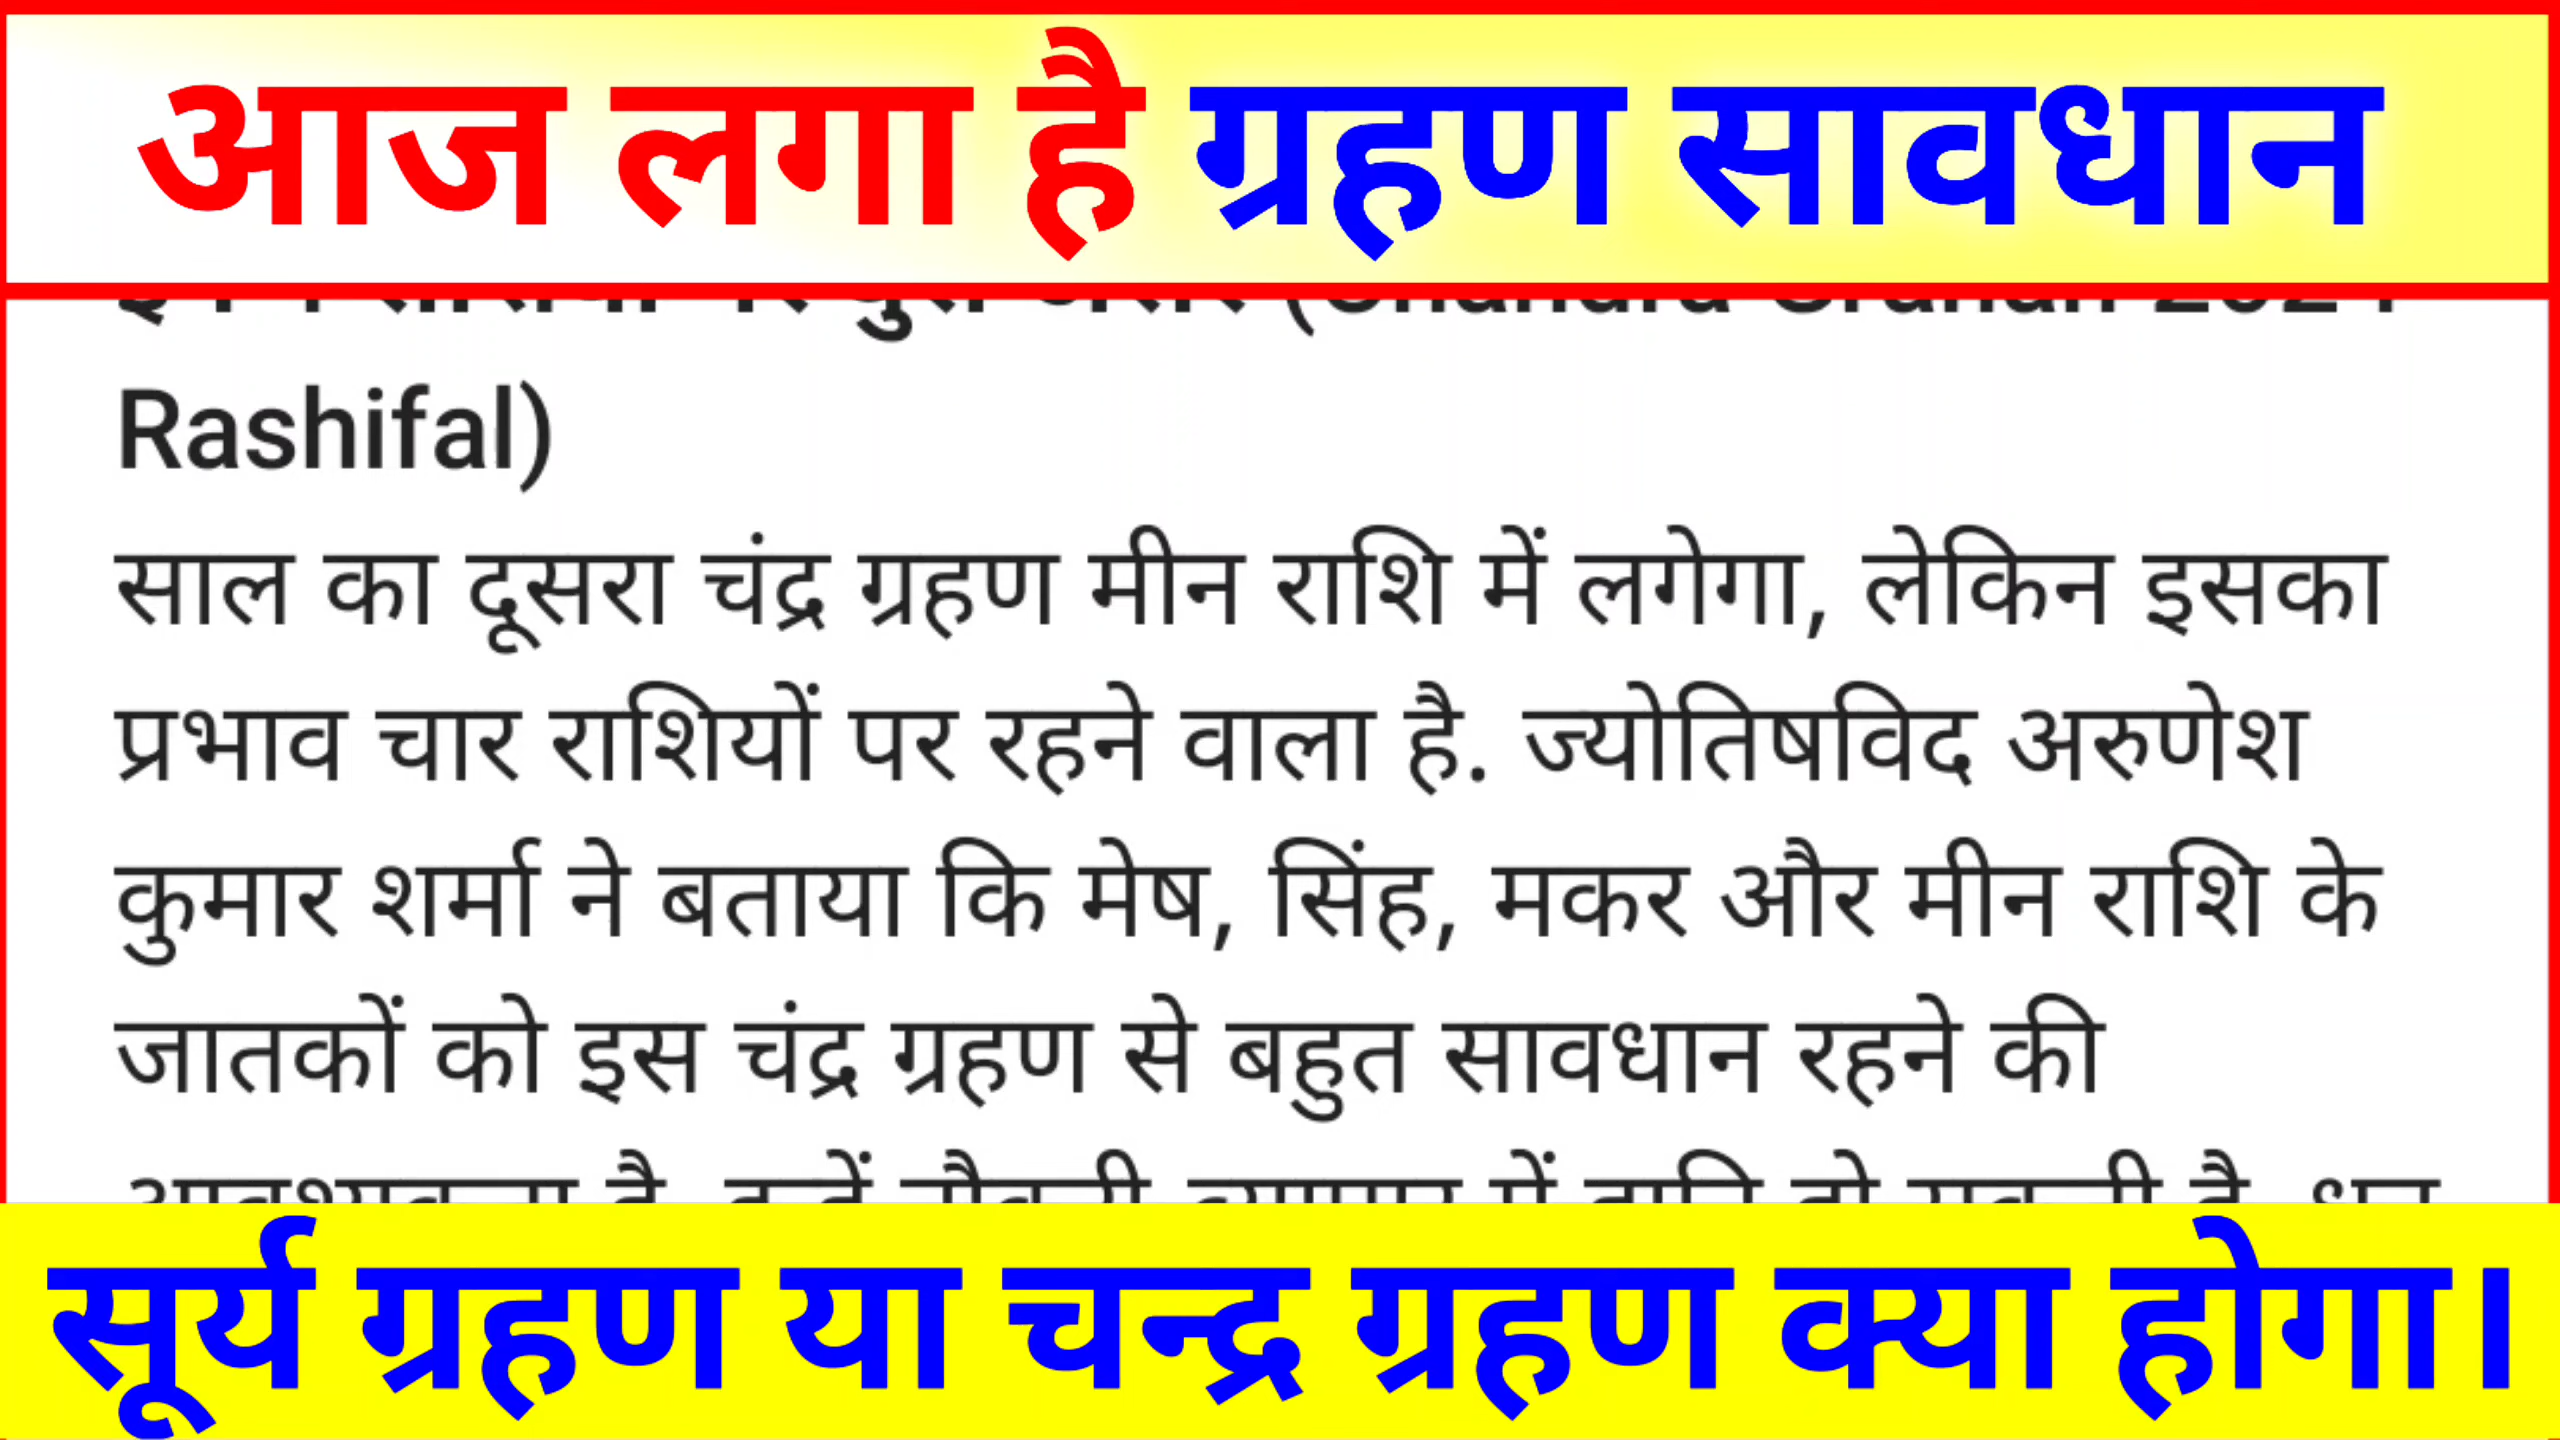 आज लगा है ग्रहण सावधान
Rashifal)
साल का दूसरा चंद्र ग्रहण मीन राशि में लगेगा, लेकिन इसका
प्रभाव चार राशियों पर रहने वाला है. ज्योतिषविद अरुणेश
कुमार शर्मा ने बताया कि मेष, सिंह, मकर और मीन राशि के
जातकों को इस चंद्र ग्रहण से बहुत सावधान रहने की
सूर्य ग्रहण या चन्द्र ग्रहण क्या होगा।